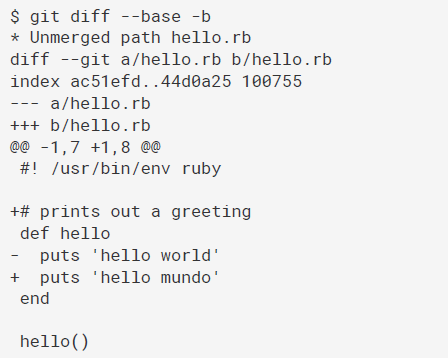 $ git diff --base -b
* Unmerged path hello.rb
diff --git a/hello.rb b/hello.rb
index ac51efd..44d0a25 100755
--- a/hello.rb
+++ b/hello.rb
@@ -1,7 +1,8 @@
 #! /usr/bin/env ruby

+# prints out a greeting
 def hello
-  puts 'hello world'
+  puts 'hello mundo'
 end

 hello()